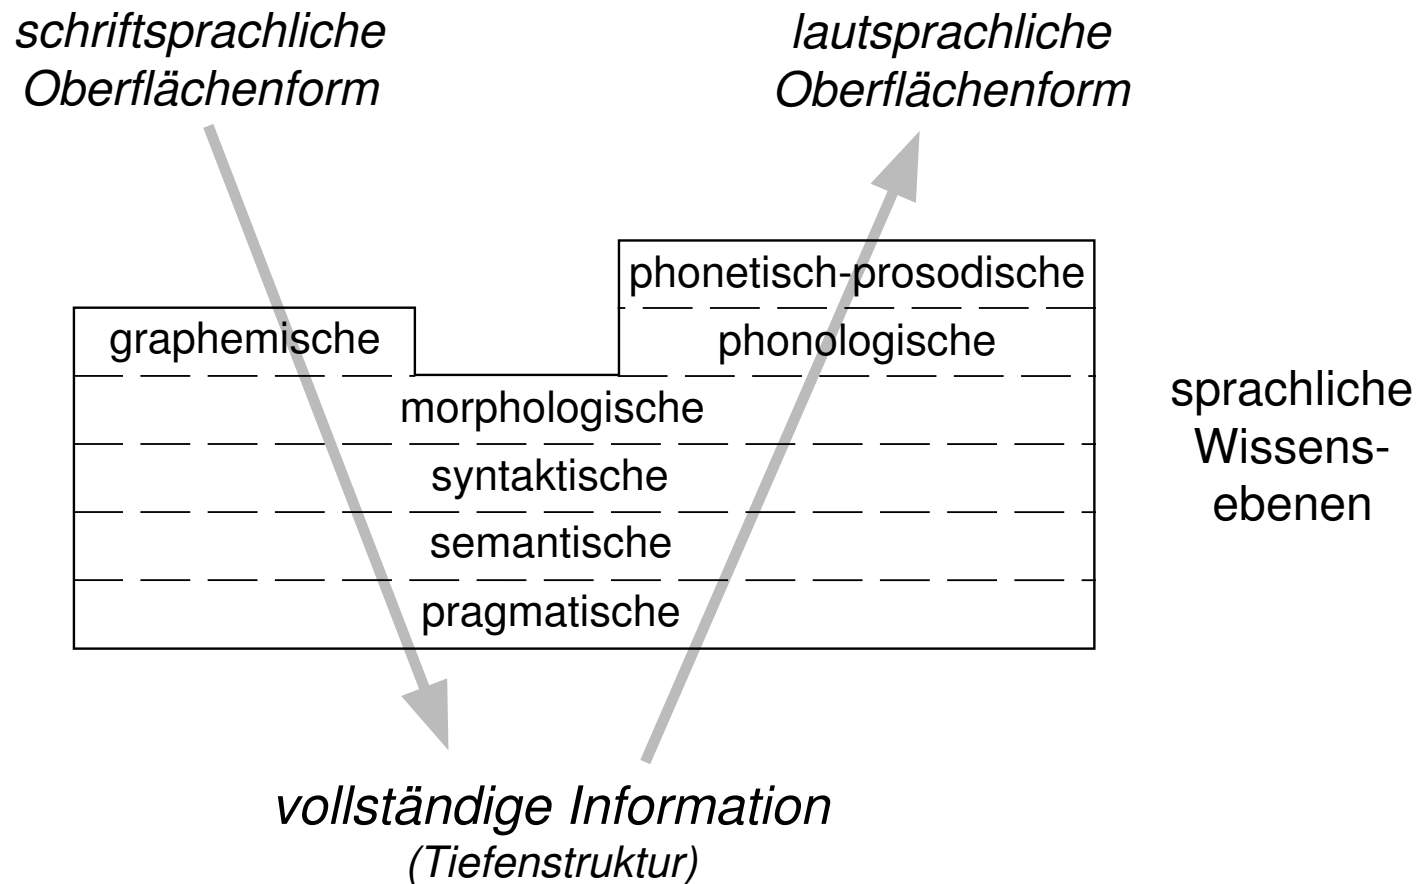 schriftsprachliche
Oberflächenform
lautsprachliche
Oberflächenform
phonetisch-prosodische
graphemische
phonologische
morphologische
syntaktische
semantische
pragmatische
sprachliche
Wissens-
ebenen
vollständige Information
(Tiefenstruktur)